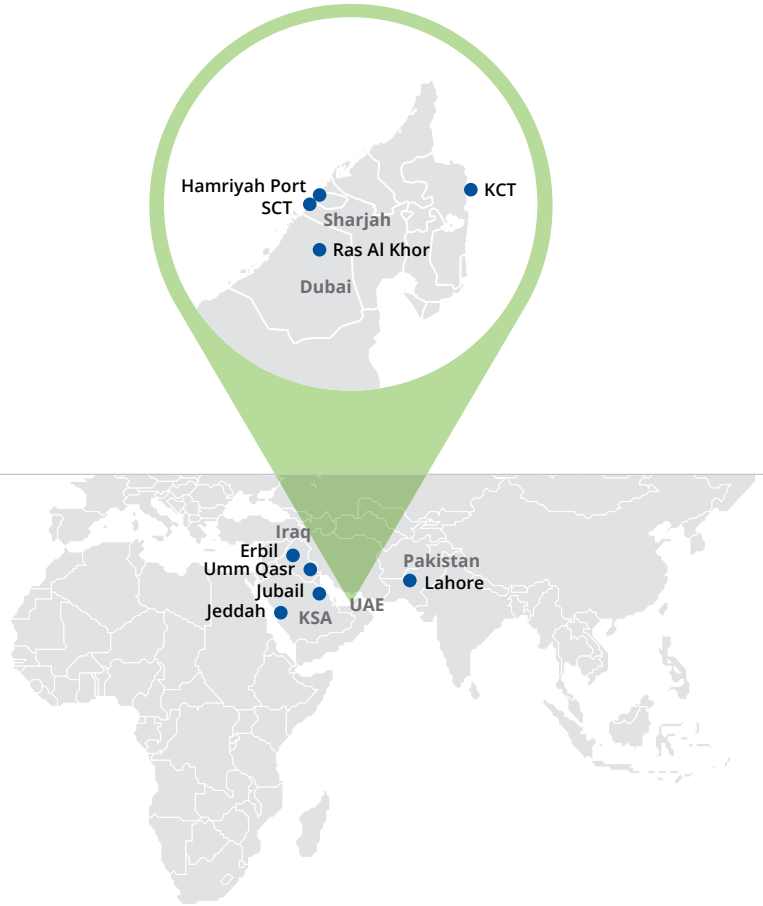 Hamriyah Port
SCT
KCT
Sharjah
Ras Al Khor
Dubai
Iraq
Erbil
Umm Qasr
Jubail
Jeddah
KSA
UAE
Pakistan
Lahore